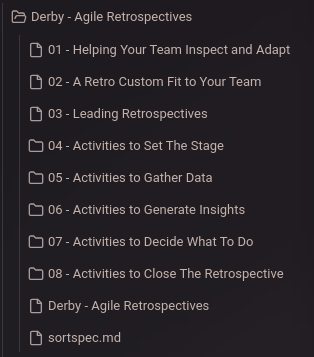 Derby - Agile Retrospectives
01 - Helping Your Team Inspect and Adapt
02 - A Retro Custom Fit to Your Team
03 - Leading Retrospectives
04 - Activities to Set The Stage
05 - Activities to Gather Data
06 - Activities to Generate Insights
07 - Activities to Decide What To Do
08 - Activities to Close The Retrospective
Derby - Agile Retrospectives
sortspec.md